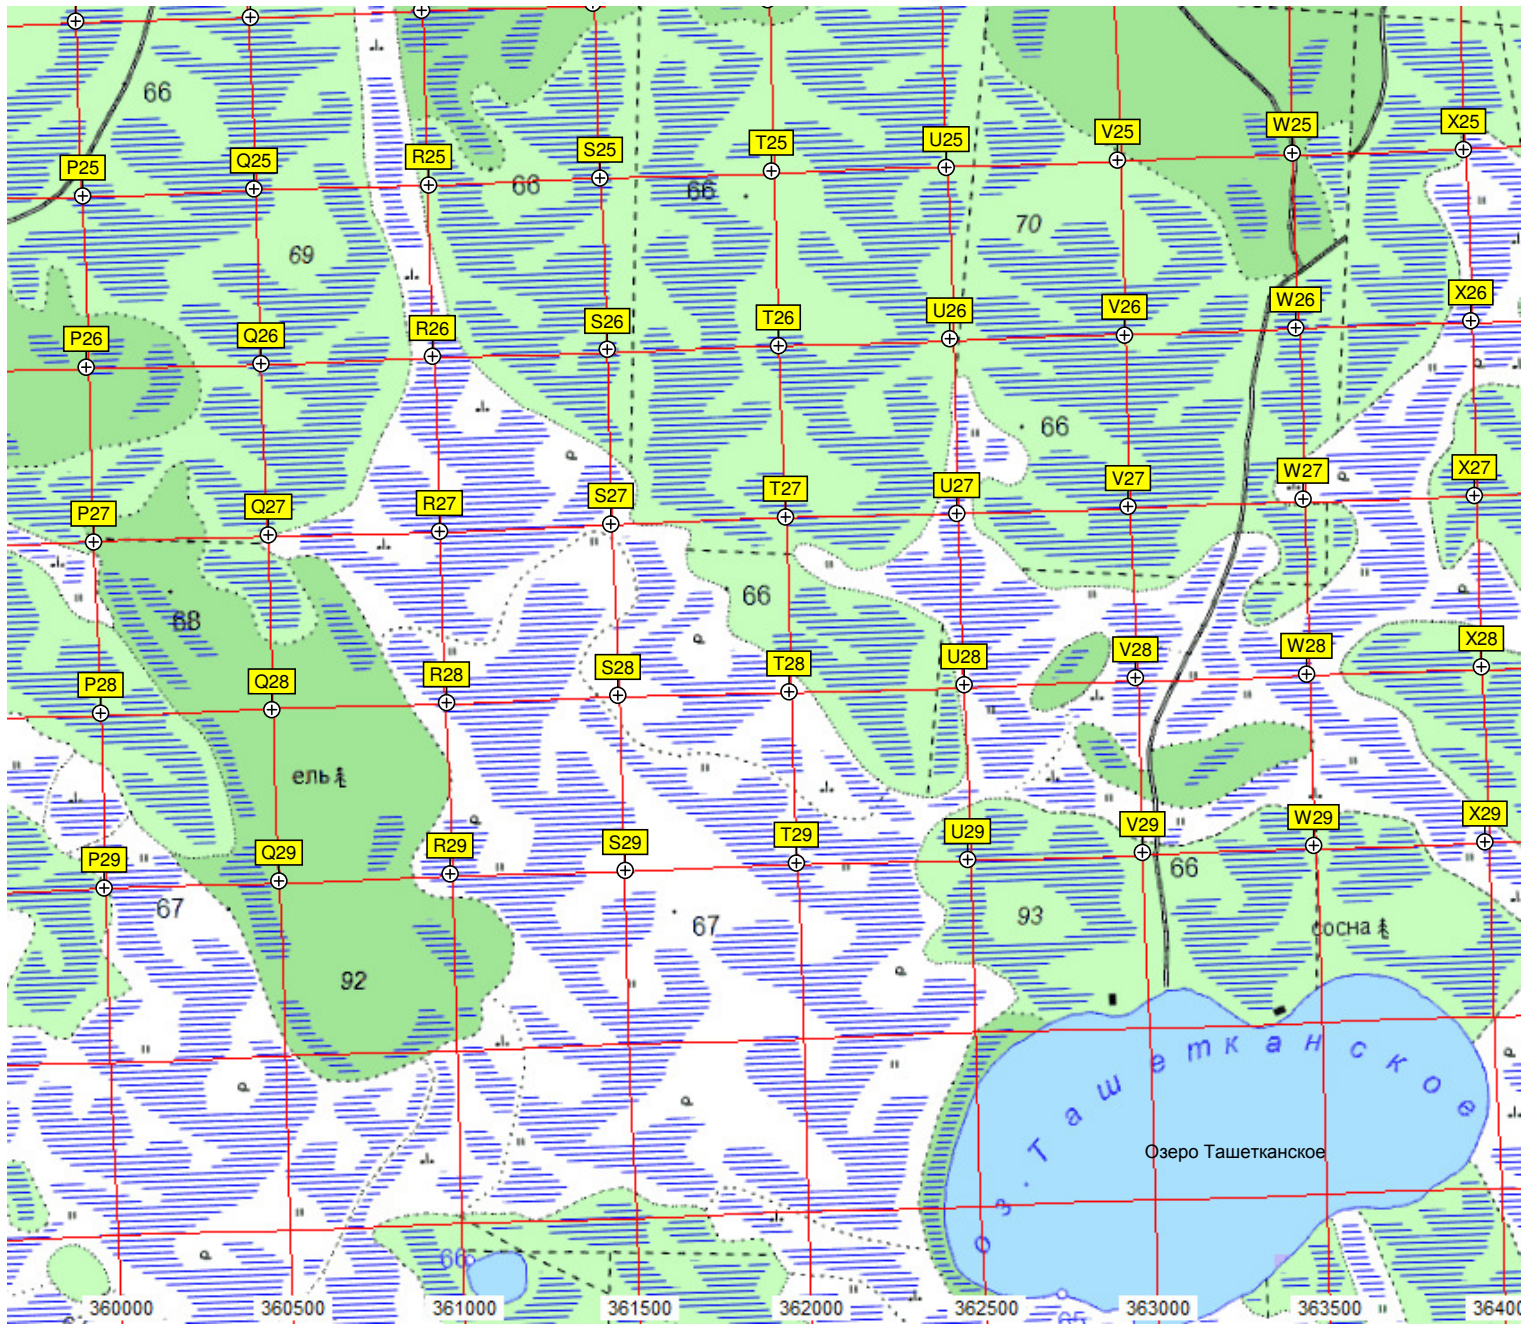 66
P25 Q25 R25 S25 T25 U25 V25 W25 X25
66 66 70
69
P26 Q26 R26 S26 T26 U26 V26 W26 X26
66
P27 Q27 R27 S27 T27 U27 V27 W27 X27
68 66
P28 Q28 R28 S28 T28 U28 V28 W28 X28
ель
P29 Q29 R29 S29 T29 U29 V29 W29 X29
66
67 67 93 сосна
92
оз. Ташетканское
Озеро Ташетканское
66
360000 360500 361000 361500 362000 362500 363000 363500